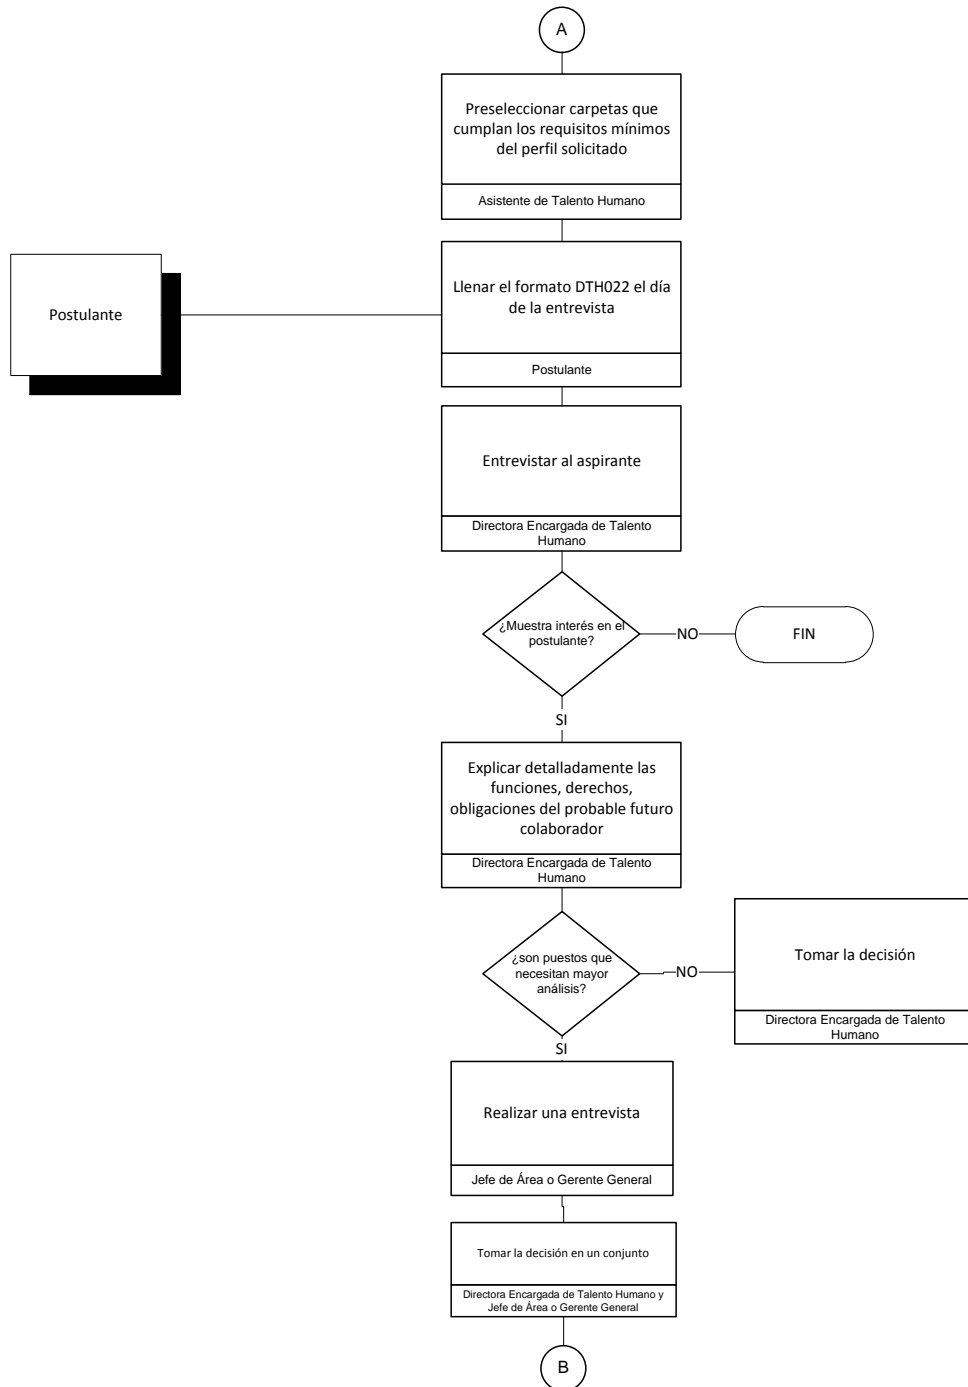 A
Preseleccionar carpetas que
cumplan los requisitos mínimos
del perfil solicitado
Asistente de Talento Humano
Postulante
Llenar el formato DTH022 el día
de la entrevista
Postulante
Entrevistar al aspirante
Directora Encargada de Talento
Humano
¿Muestra interés en el
postulante?
NO
FIN
SI
Explicar detalladamente las
funciones, derechos,
obligaciones del probable futuro
colaborador
Directora Encargada de Talento
Humano
¿son puestos que
necesitan mayor
análisis?
NO
Tomar la decisión
Directora Encargada de Talento
Humano
SI
Realizar una entrevista
Jefe de Área o Gerente General
Tomar la decisión en un conjunto
Directora Encargada de Talento Humano y
Jefe de Área o Gerente General
B